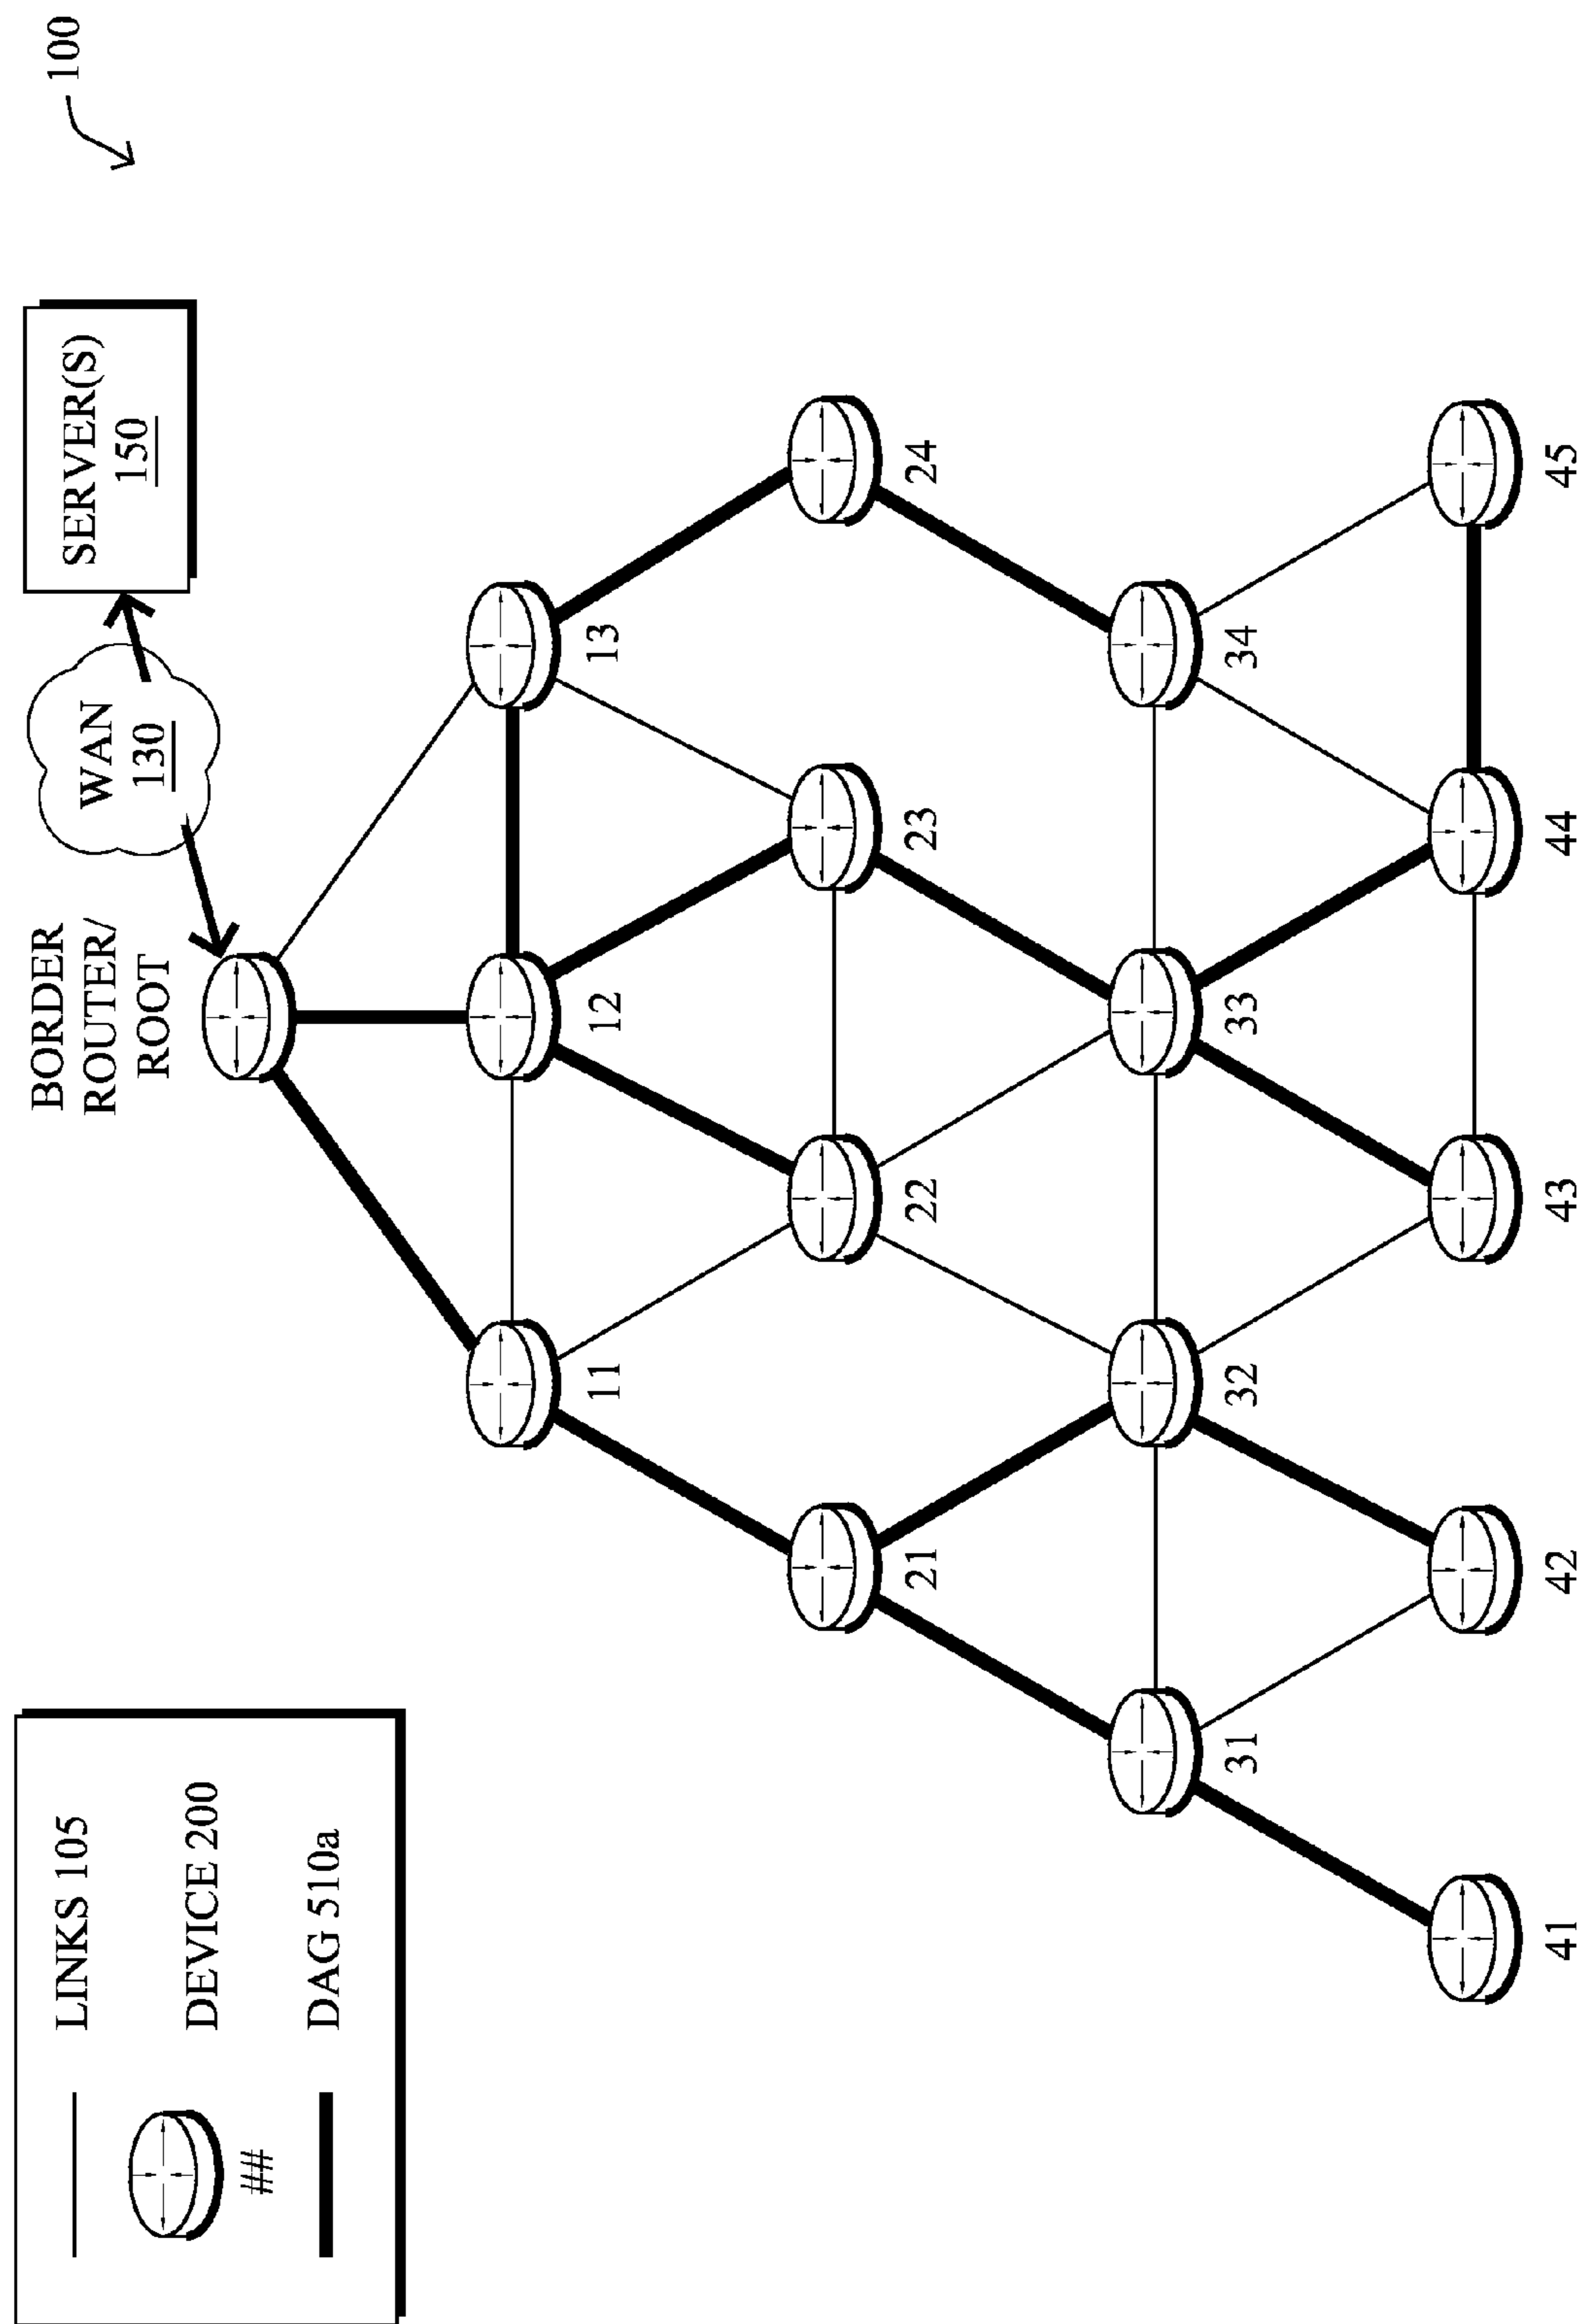 100
LINKS 105
DEVICE 200
##
DAG 510a
BORDER
ROUTER/
ROOT
WAN
130
SERVER(S)
150
11
12
13
21
22
23
24
31
32
33
34
41
42
43
44
45